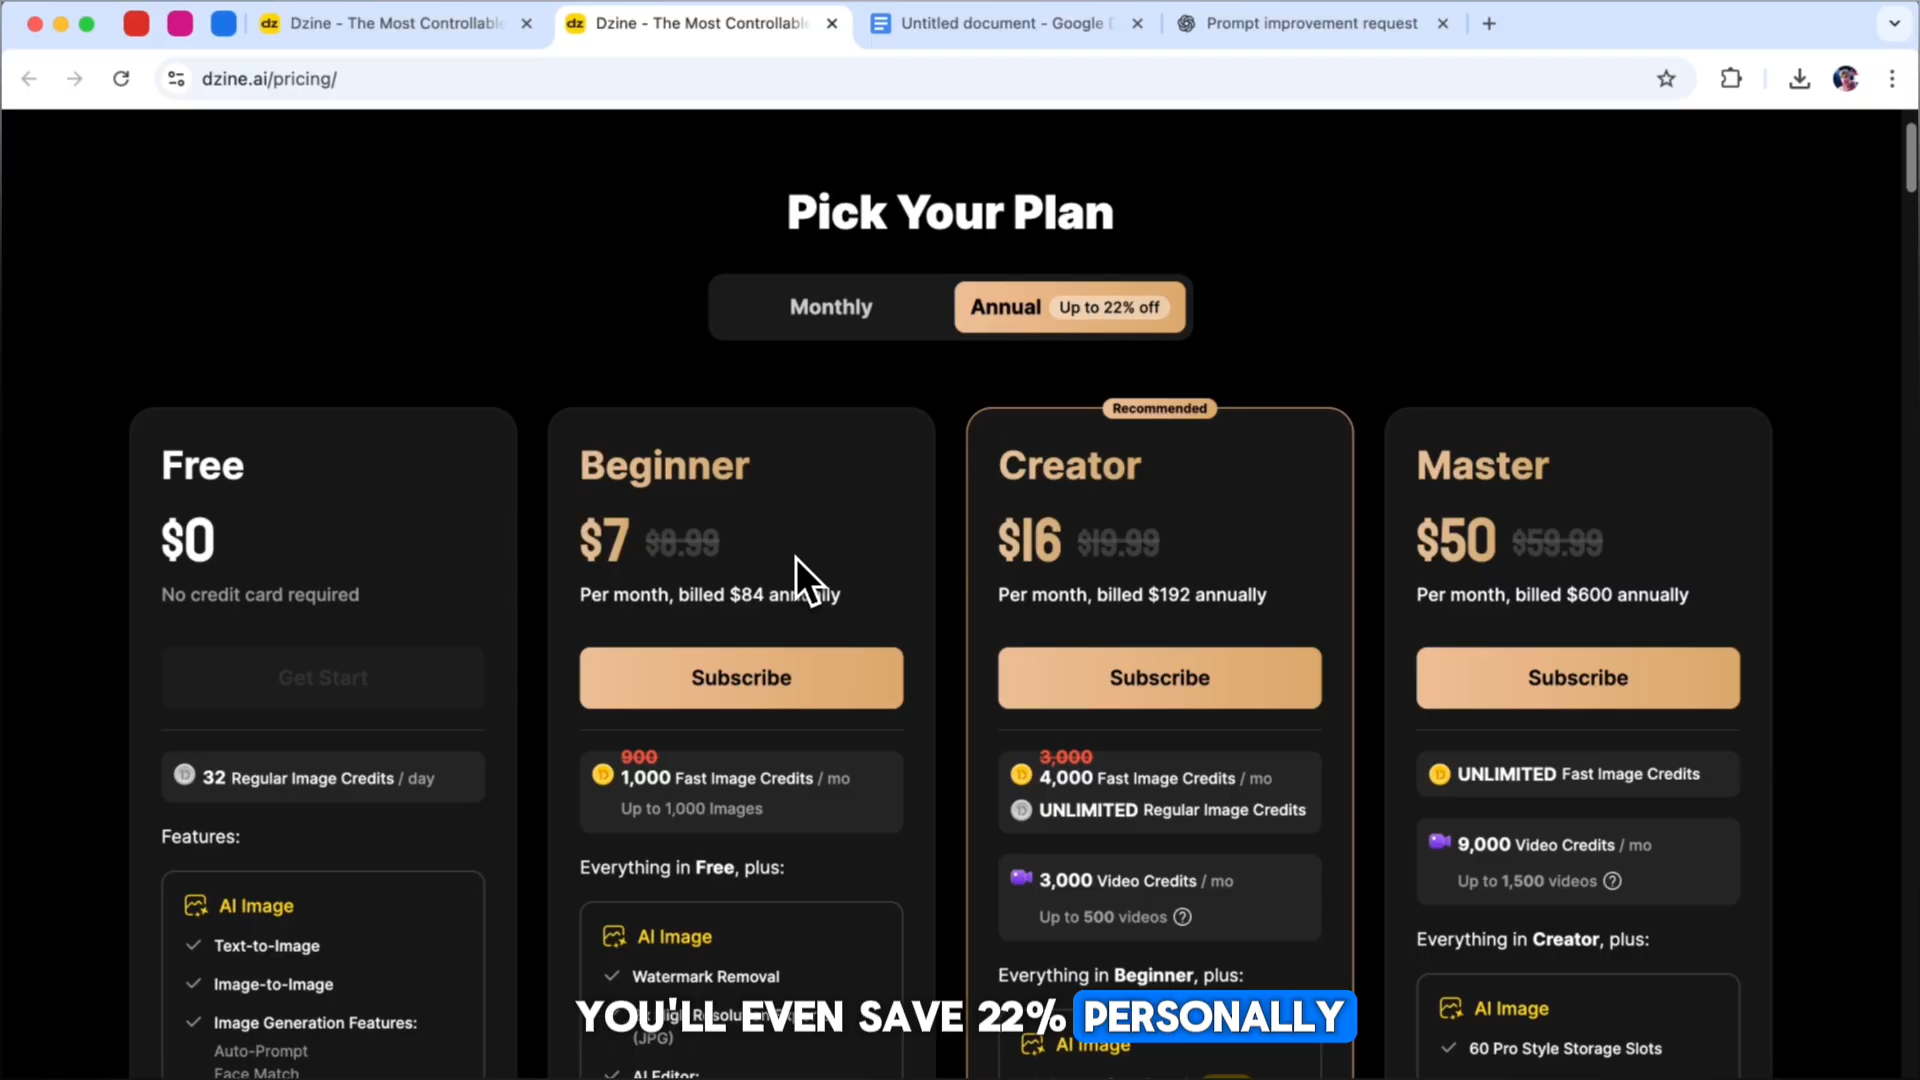 dz Dzine - The Most Controllable
dz Dzine - The Most Controllable
Untitled document - Google D
Prompt improvement request
dzine.ai/pricing/
Pick Your Plan
Monthly
Annual Up to 22% off
Free
$0
No credit card required
Get Start
32 Regular Image Credits / day
Features:
AI Image
Text-to-Image
Image-to-Image
Image Generation Features:
Auto-Prompt
Face Match
Beginner
$7 $8.99
Per month, billed $84 annually
Subscribe
900
1,000 Fast Image Credits / mo
Up to 1,000 Images
Everything in Free, plus:
AI Image
Watermark Removal
(JPG)
AI Editor:
Recommended
Creator
$16 $19.99
Per month, billed $192 annually
Subscribe
3,000
4,000 Fast Image Credits / mo
UNLIMITED Regular Image Credits
3,000 Video Credits / mo
Up to 500 videos ?
Everything in Beginner, plus:
AI Image
Master
$50 $59.99
Per month, billed $600 annually
Subscribe
UNLIMITED Fast Image Credits
9,000 Video Credits / mo
Up to 1,500 videos ?
Everything in Creator, plus:
AI Image
60 Pro Style Storage Slots
YOU'LL EVEN SAVE 22% PERSONALLY